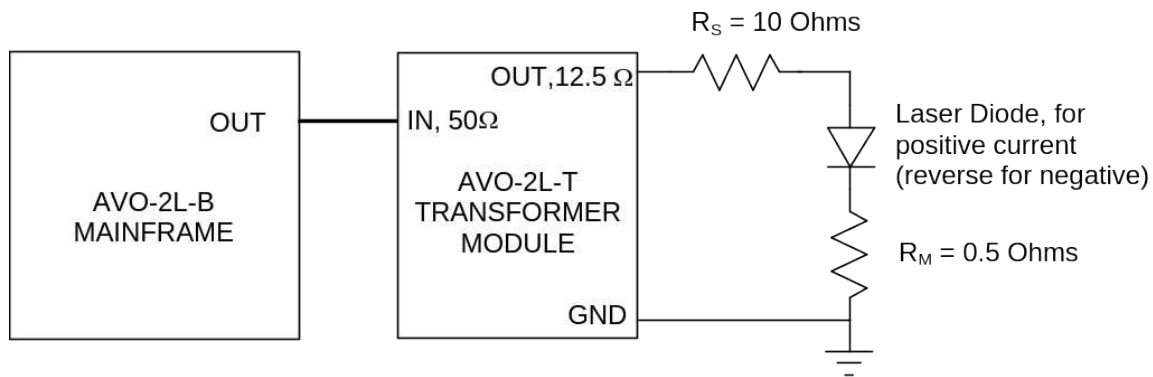 R_S = 10 Ohms
OUT,12.5 Ω
OUT
IN, 50Ω
Laser Diode, for
positive current
(reverse for negative)
AVO-2L-B
MAINFRAME
AVO-2L-T
TRANSFORMER
MODULE
R_M = 0.5 Ohms
GND